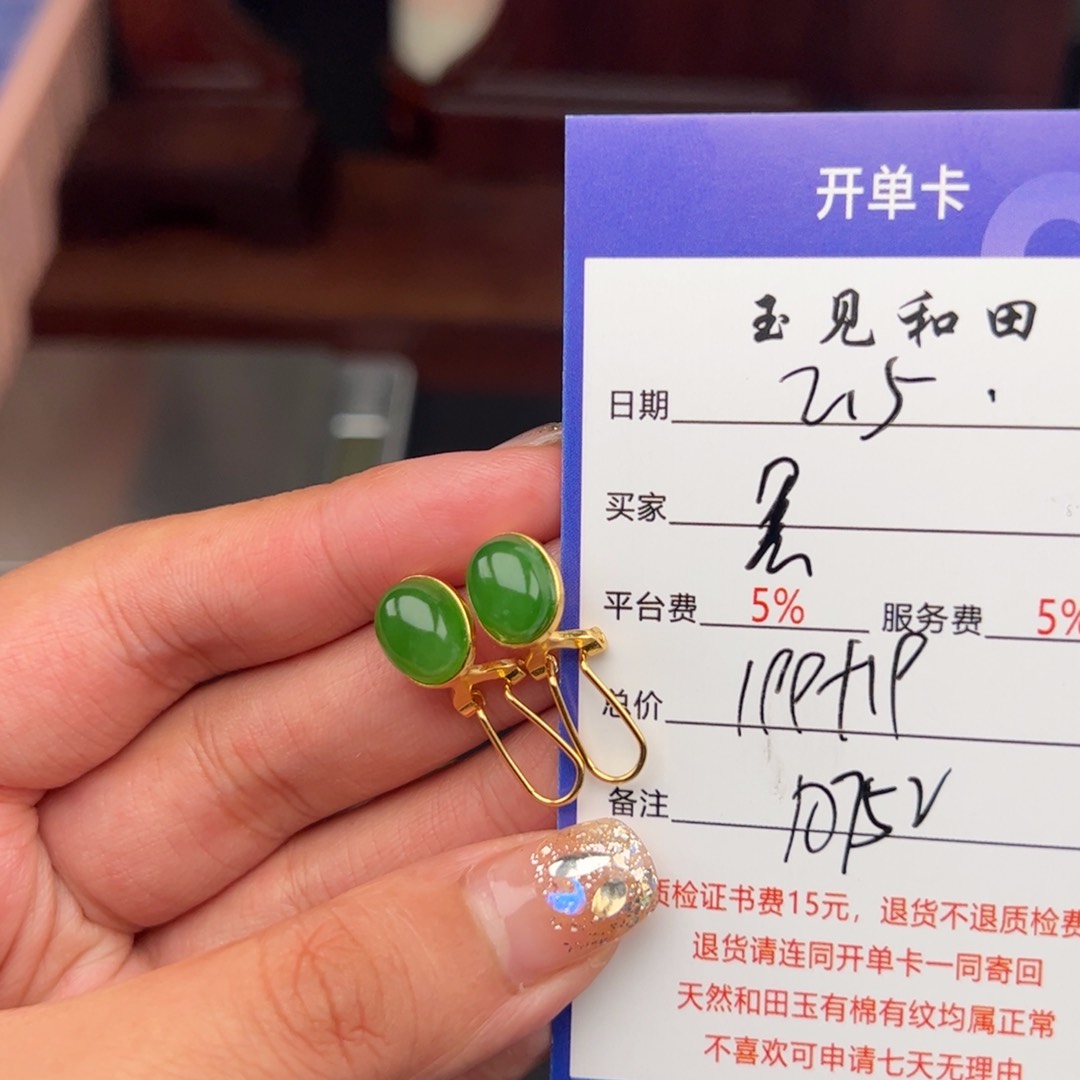 开单卡
玉见和田
日期 2.15.
买家
平台费 5% 服务费 5%
总价
备注 1075V
质检证书费15元，退货不退质检费
退货请连同开单卡一同寄回
天然和田玉有棉有纹均属正常
不喜欢可申请七天无理由